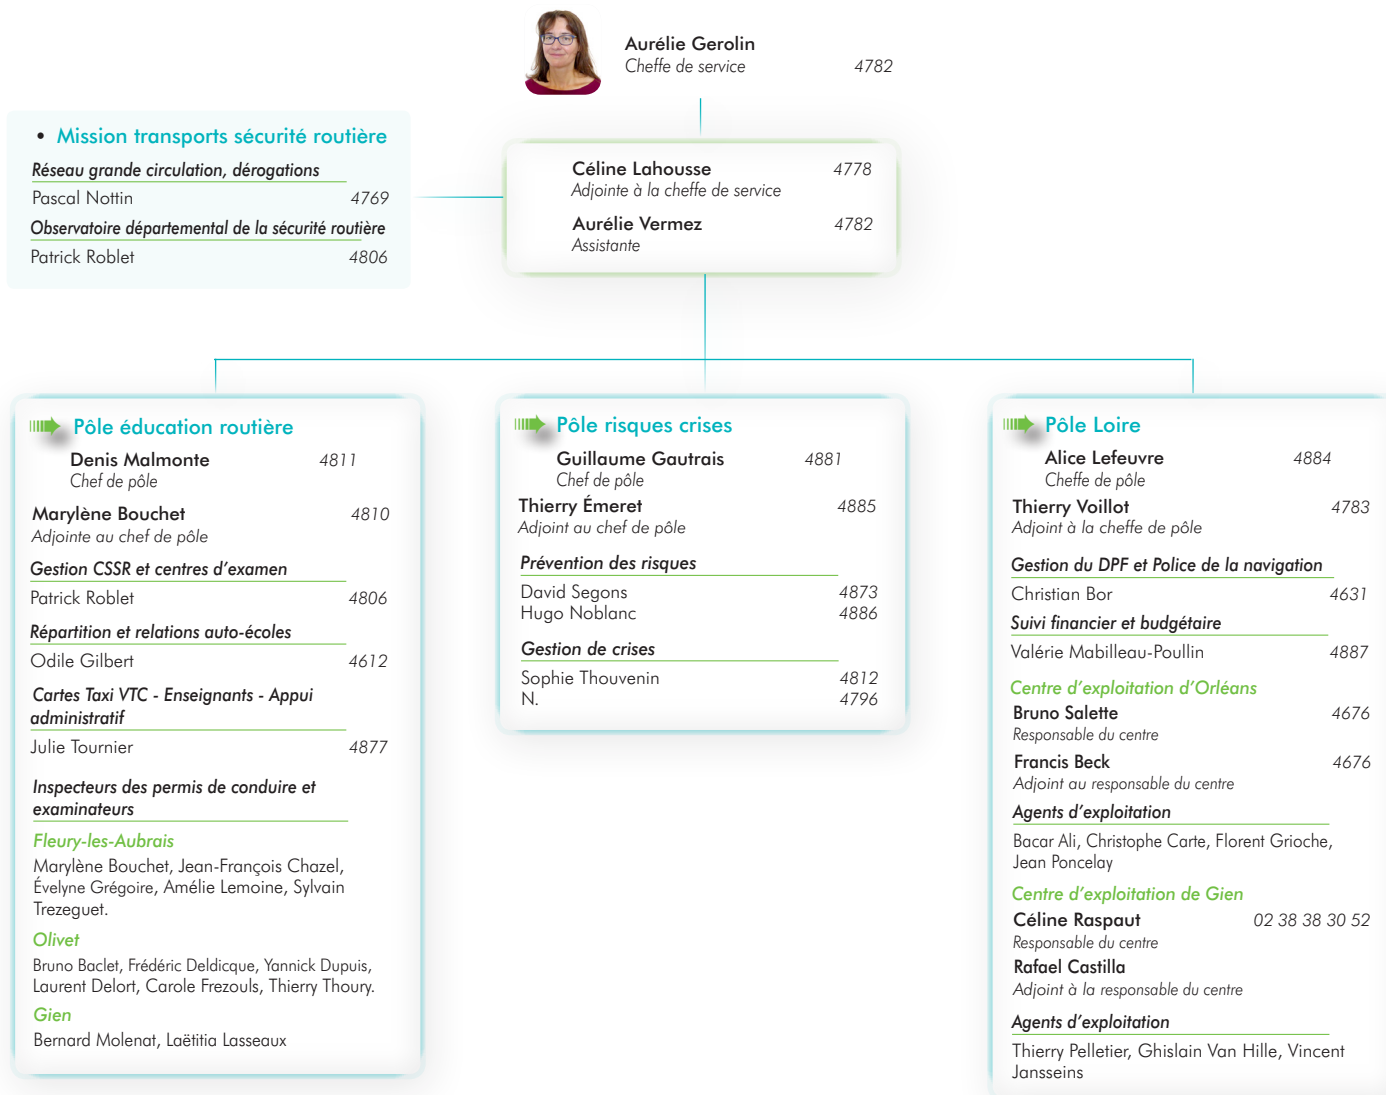 Aurélie Gerolin
Cheffe de service 4782
• Mission transports sécurité routière
Réseau grande circulation, dérogations
Pascal Nottin 4769
Observatoire départemental de la sécurité routière
Patrick Roblet 4806
Céline Lahousse 4778
Adjointe à la cheffe de service
Aurélie Vermez 4782
Assistante
Pôle éducation routière
Denis Malmonte 4811
Chef de pôle
Marylène Bouchet 4810
Adjointe au chef de pôle
Gestion CSSR et centres d'examen
Patrick Roblet 4806
Répartition et relations auto-écoles
Odile Gilbert 4612
Cartes Taxi VTC - Enseignants - Appui
administratif
Julie Tournier 4877
Inspecteurs des permis de conduire et
examinateurs
Fleury-les-Aubrais
Marylène Bouchet, Jean-François Chazel,
Évelyne Grégoire, Amélie Lemoine, Sylvain
Trezeguet.
Olivet
Bruno Baclet, Frédéric Deldicque, Yannick Dupuis,
Laurent Delort, Carole Frezouls, Thierry Thoury.
Gien
Bernard Molenat, Laëtitia Lasseaux
Pôle risques crises
Guillaume Gautrais 4881
Chef de pôle
Thierry Émeret 4885
Adjoint au chef de pôle
Prévention des risques
David Segons 4873
Hugo Noblanc 4886
Gestion de crises
Sophie Thouvenin 4812
N. 4796
Pôle Loire
Alice Lefeuvre 4884
Cheffe de pôle
Thierry Voillot 4783
Adjoint à la cheffe de pôle
Gestion du DPF et Police de la navigation
Christian Bor 4631
Suivi financier et budgétaire
Valérie Mabilleau-Poullin 4887
Centre d'exploitation d'Orléans
Bruno Salette 4676
Responsable du centre
Francis Beck 4676
Adjoint au responsable du centre
Agents d'exploitation
Bacar Ali, Christophe Carte, Florent Grioche,
Jean Poncelay
Centre d'exploitation de Gien
Céline Raspaut 02 38 38 30 52
Responsable du centre
Rafael Castilla
Adjoint à la responsable du centre
Agents d'exploitation
Thierry Pelletier, Ghislain Van Hille, Vincent
Jansseins